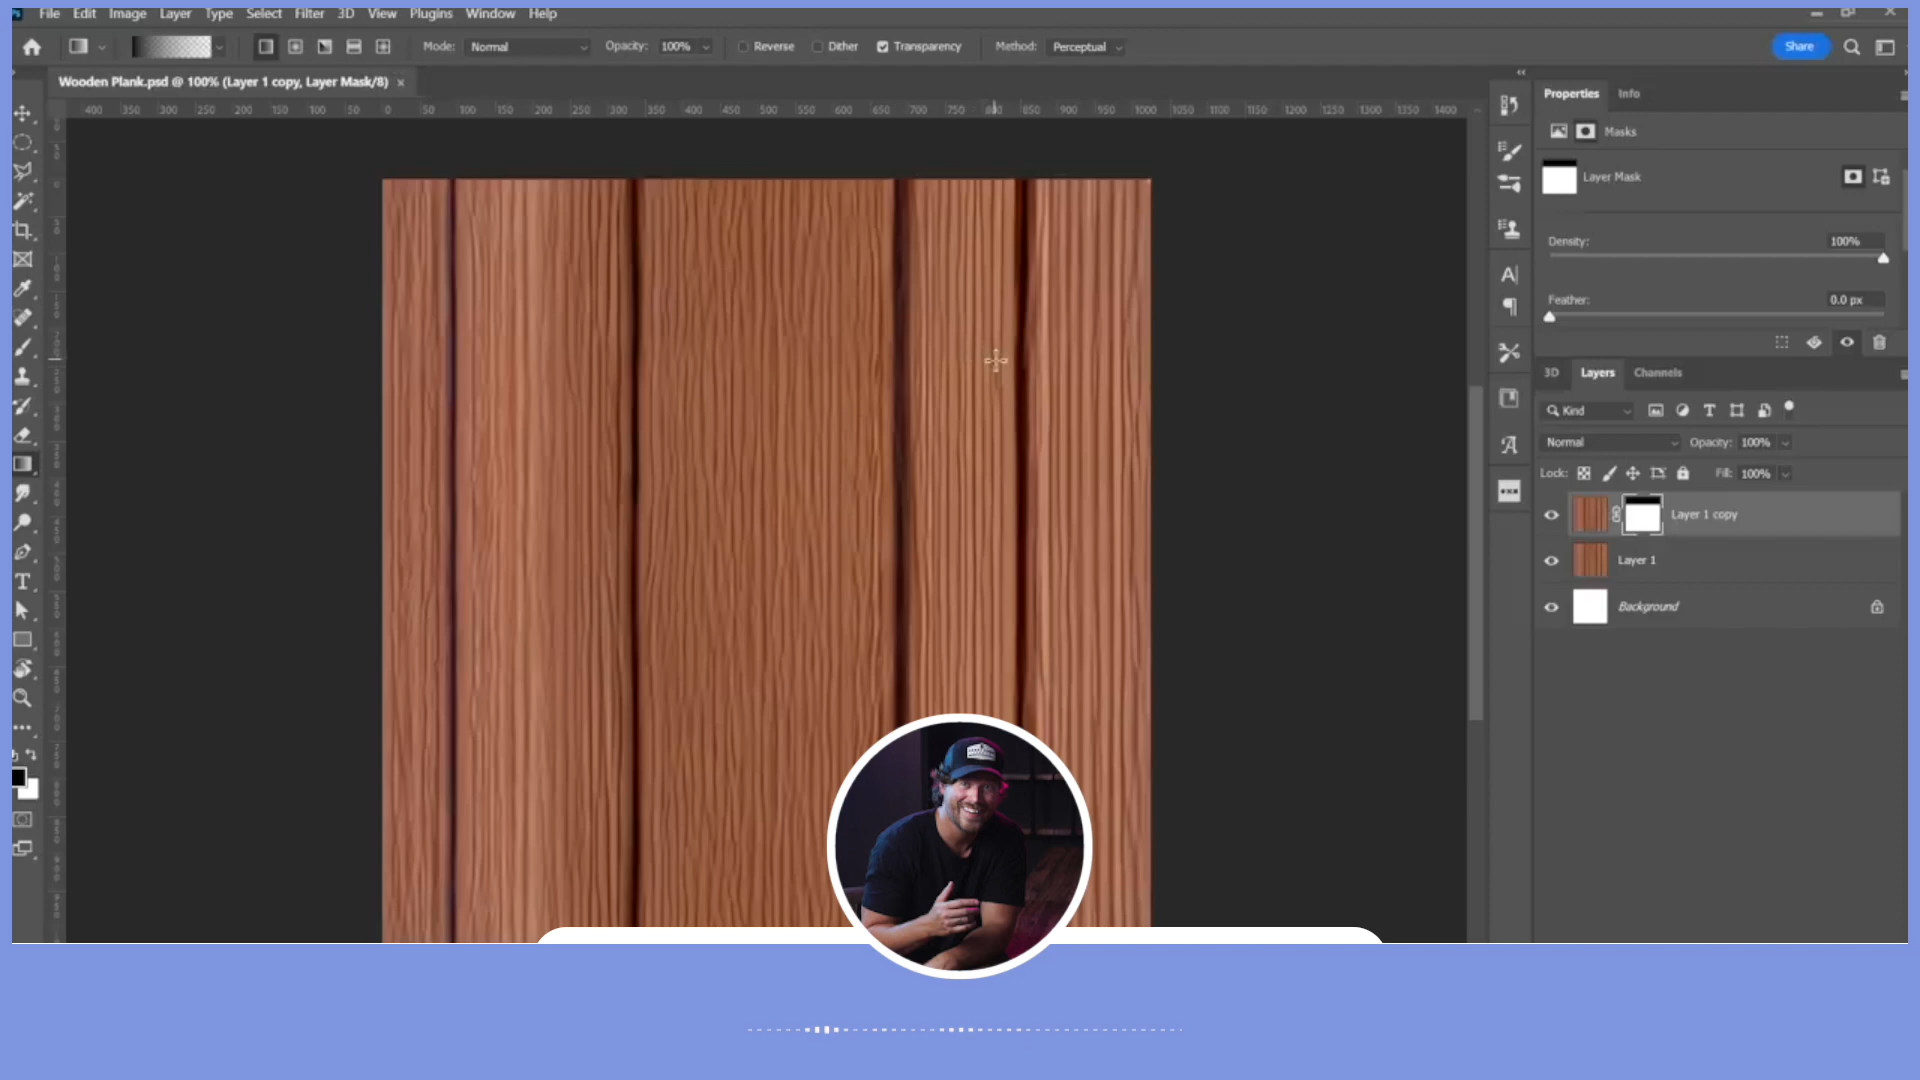 File Edit Image Layer Type Select Filter 3D View Plugins Window Help
Mode: Normal Opacity: 100% Reverse Dither Transparency Method: Perceptual Share
Wooden Plank.psd @ 100% (Layer 1 copy, Layer Mask/8) ×
400 350 300 250 200 150 100 50 0 50 100 150 200 250 300 350 400 450 500 550 600 650 700 750 800 850 900 950 1000 1050 1100 1150 1200 1250 1300 1350 1400
Properties Info
Masks
Layer Mask
Density: 100%
Feather: 0.0 px
3D Layers Channels
Kind
Normal Opacity: 100%
Lock: Fill: 100%
Layer 1 copy
Layer 1
Background